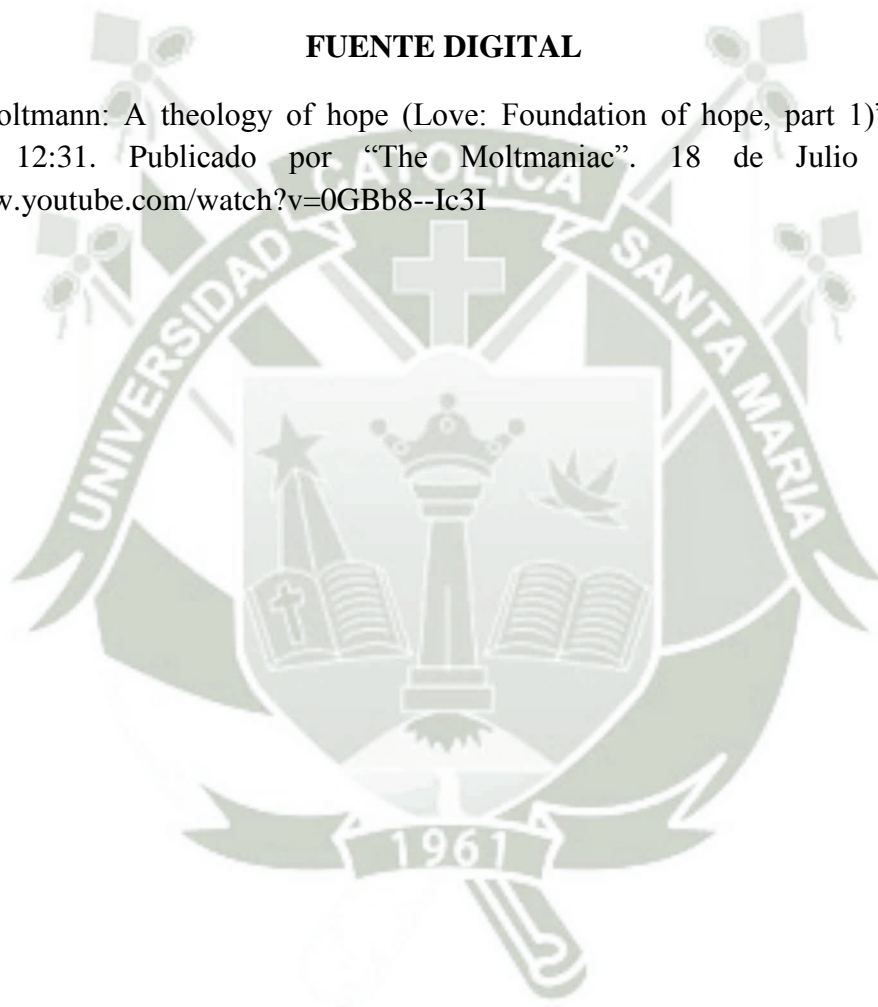 FUENTE DIGITAL
oltmann: A theology of hope (Love: Foundation of hope, part 1)”
12:31. Publicado por “The Moltmaniac”. 18 de Julio
w.youtube.com/watch?v=0GBb8--Ic3I
UNIVERSIDAD CATOLICA SANTA MARIA
1961